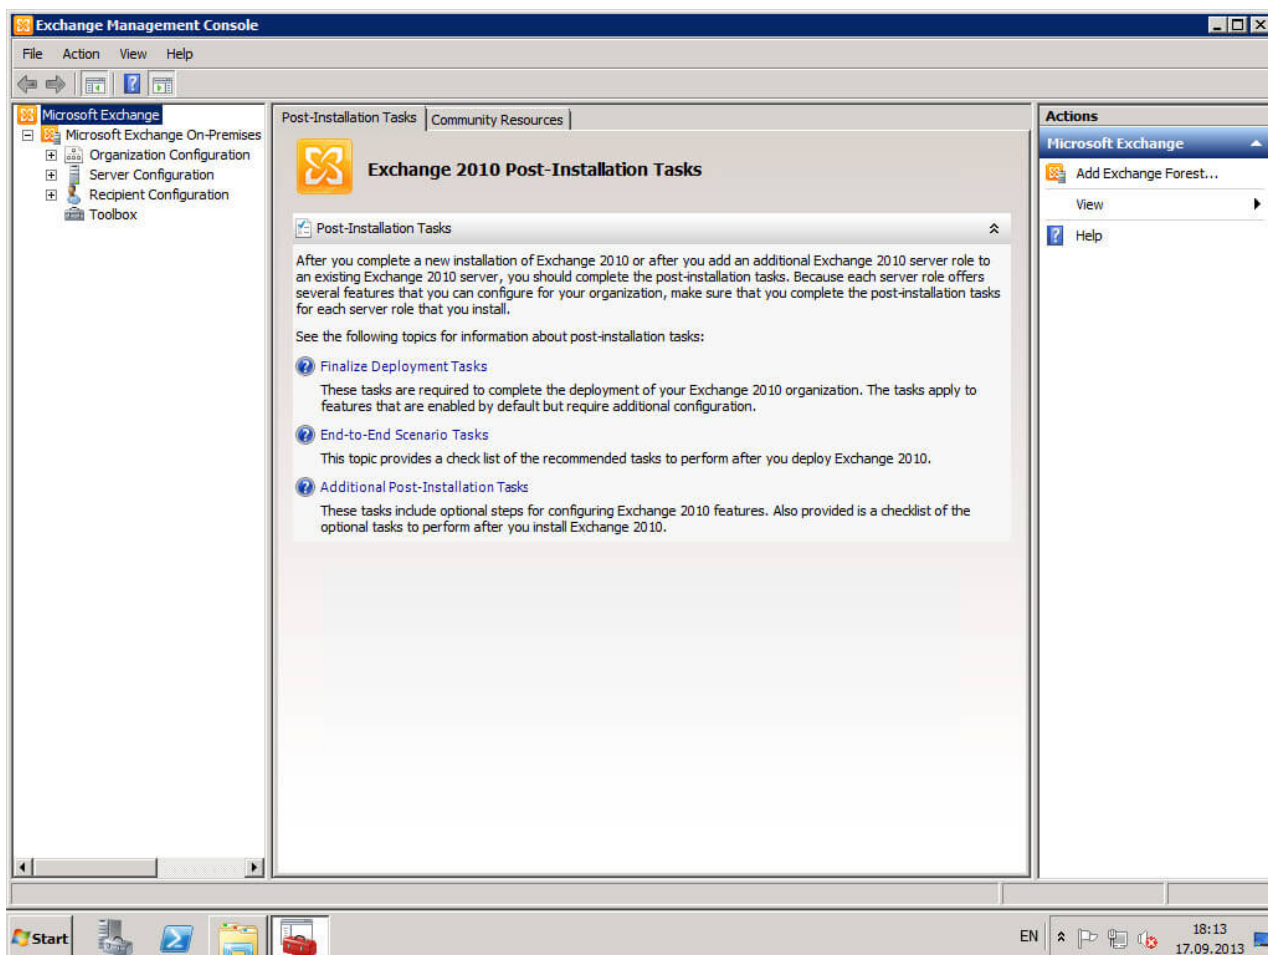 Exchange Management Console
File Action View Help
Microsoft Exchange
Microsoft Exchange On-Premises
Organization Configuration
Server Configuration
Recipient Configuration
Toolbox
Post-Installation Tasks
Community Resources
Exchange 2010 Post-Installation Tasks
Post-Installation Tasks
After you complete a new installation of Exchange 2010 or after you add an additional Exchange 2010 server role to
an existing Exchange 2010 server, you should complete the post-installation tasks. Because each server role offers
several features that you can configure for your organization, make sure that you complete the post-installation tasks
for each server role that you install.
See the following topics for information about post-installation tasks:
Finalize Deployment Tasks
These tasks are required to complete the deployment of your Exchange 2010 organization. The tasks apply to
features that are enabled by default but require additional configuration.
End-to-End Scenario Tasks
This topic provides a check list of the recommended tasks to perform after you deploy Exchange 2010.
Additional Post-Installation Tasks
These tasks include optional steps for configuring Exchange 2010 features. Also provided is a checklist of the
optional tasks to perform after you install Exchange 2010.
Actions
Microsoft Exchange
Add Exchange Forest...
View
Help
Start
EN
18:13
17.09.2013